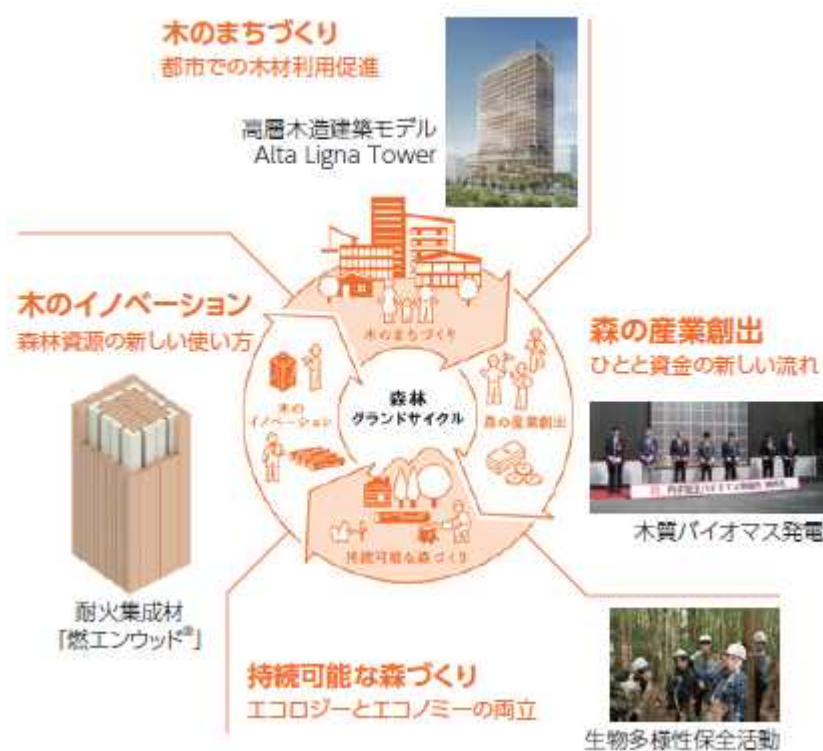 木のまちづくり
都市での木材利用促進
高層木造建築モデル
Alta Ligna Tower
木のイノベーション
森林資源の新しい使い方
森の産業創出
ひとと資金の新しい流れ
木のまちづくり
木の
イノベーション
森林
グランドサイクル
森の産業創出
持続可能な森づくり
木質バイオマス発電
耐火集成材
「燃エンウッド®」
持続可能な森づくり
エコロジーとエコノミーの両立
生物多様性保全活動